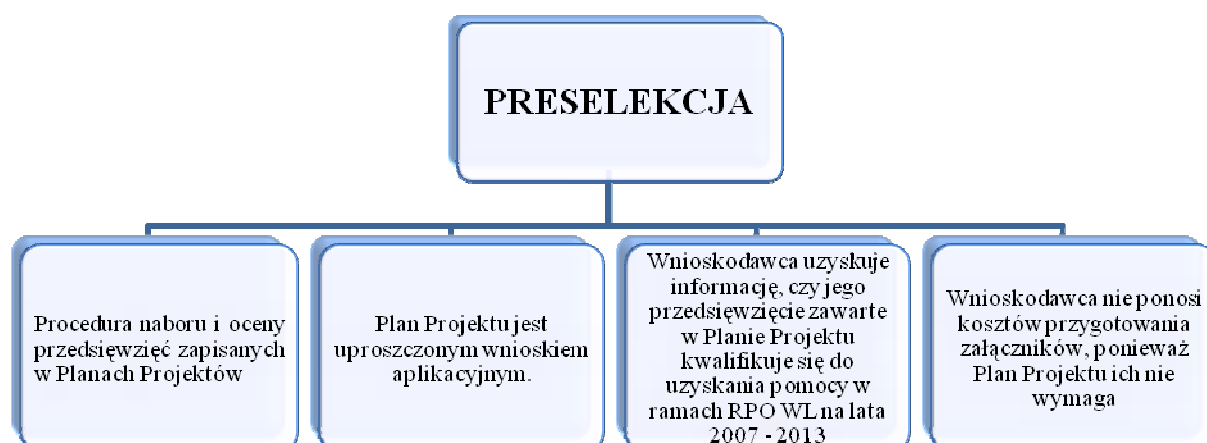 PRESELEKCJA
Procedura naboru i oceny
przedsięwzięć zapisanych
w Planach Projektów
Plan Projektu jest
uproszczonym wnioskiem
aplikacyjnym.
Wnioskodawca uzyskuje
informację, czy jego
przedsięwzięcie zawarte
w Planie Projektu
kwalifikuje się do
uzyskania pomocy w
ramach RPO WL na lata
2007 - 2013
Wnioskodawca nie ponosi
kosztów przygotowania
załączników, ponieważ
Plan Projektu ich nie
wymaga